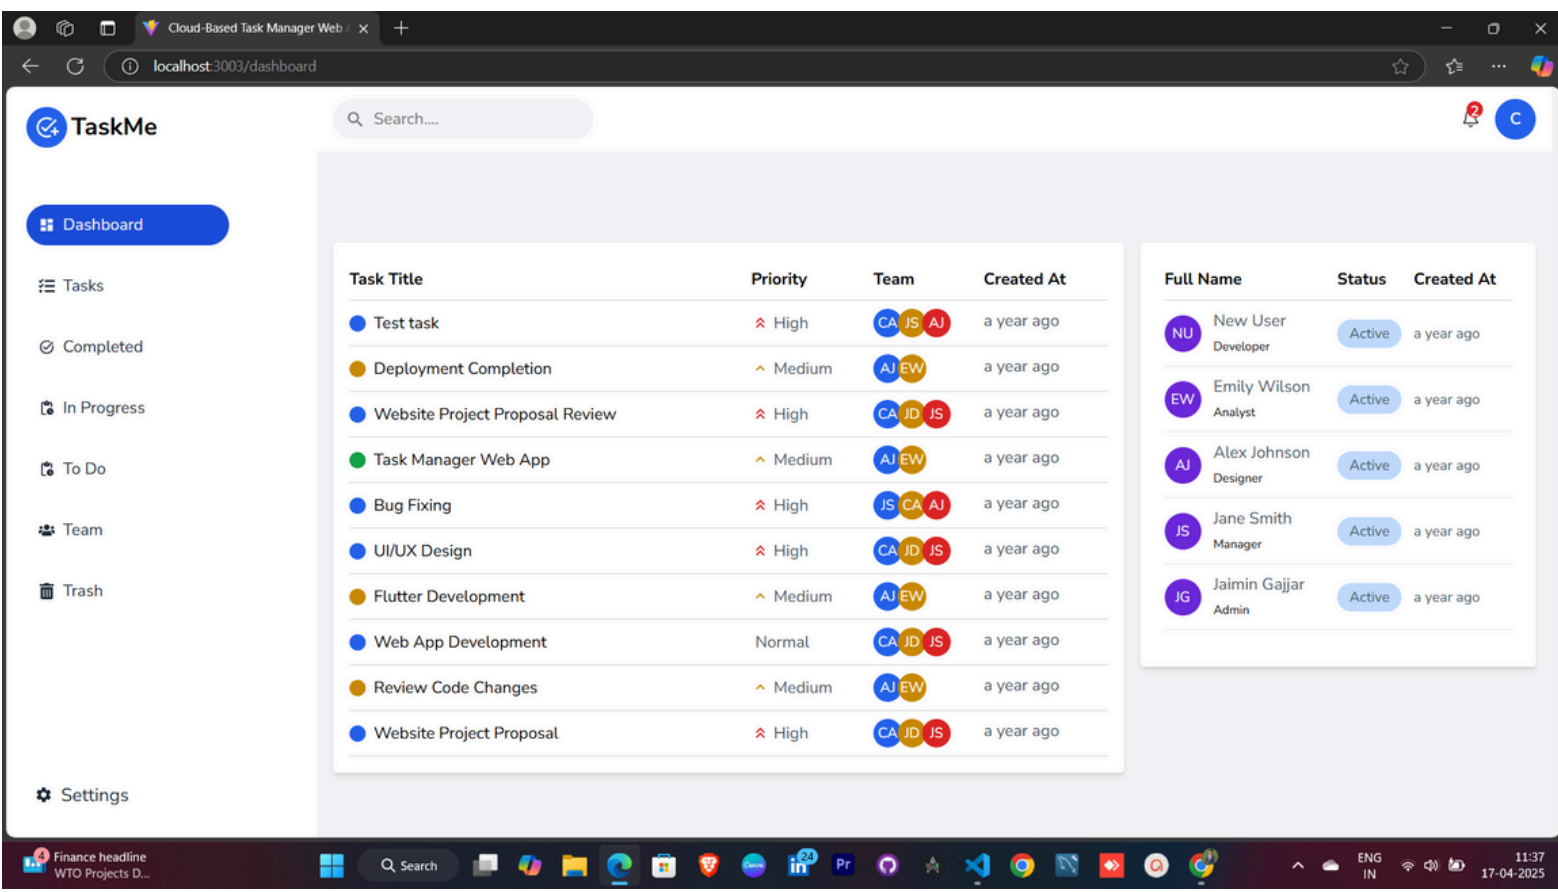 Cloud-Based Task Manager Web
localhost:3003/dashboard
TaskMe
Search....
2
C
Dashboard
Tasks
Completed
In Progress
To Do
Team
Trash
Settings
Task Title Priority Team Created At
Test task High CA JS AJ a year ago
Deployment Completion Medium AJ EW a year ago
Website Project Proposal Review High CA JD JS a year ago
Task Manager Web App Medium AJ EW a year ago
Bug Fixing High JS CA AJ a year ago
UI/UX Design High CA JD JS a year ago
Flutter Development Medium AJ EW a year ago
Web App Development Normal CA JD JS a year ago
Review Code Changes Medium AJ EW a year ago
Website Project Proposal High CA JD JS a year ago
Full Name Status Created At
NU New User Active a year ago
Developer
EW Emily Wilson Active a year ago
Analyst
AJ Alex Johnson Active a year ago
Designer
JS Jane Smith Active a year ago
Manager
JG Jaimin Gajjar Active a year ago
Admin
4
Finance headline
WTO Projects D...
Search
Canva
in 24
Pr
ENG
IN
11:37
17-04-2025